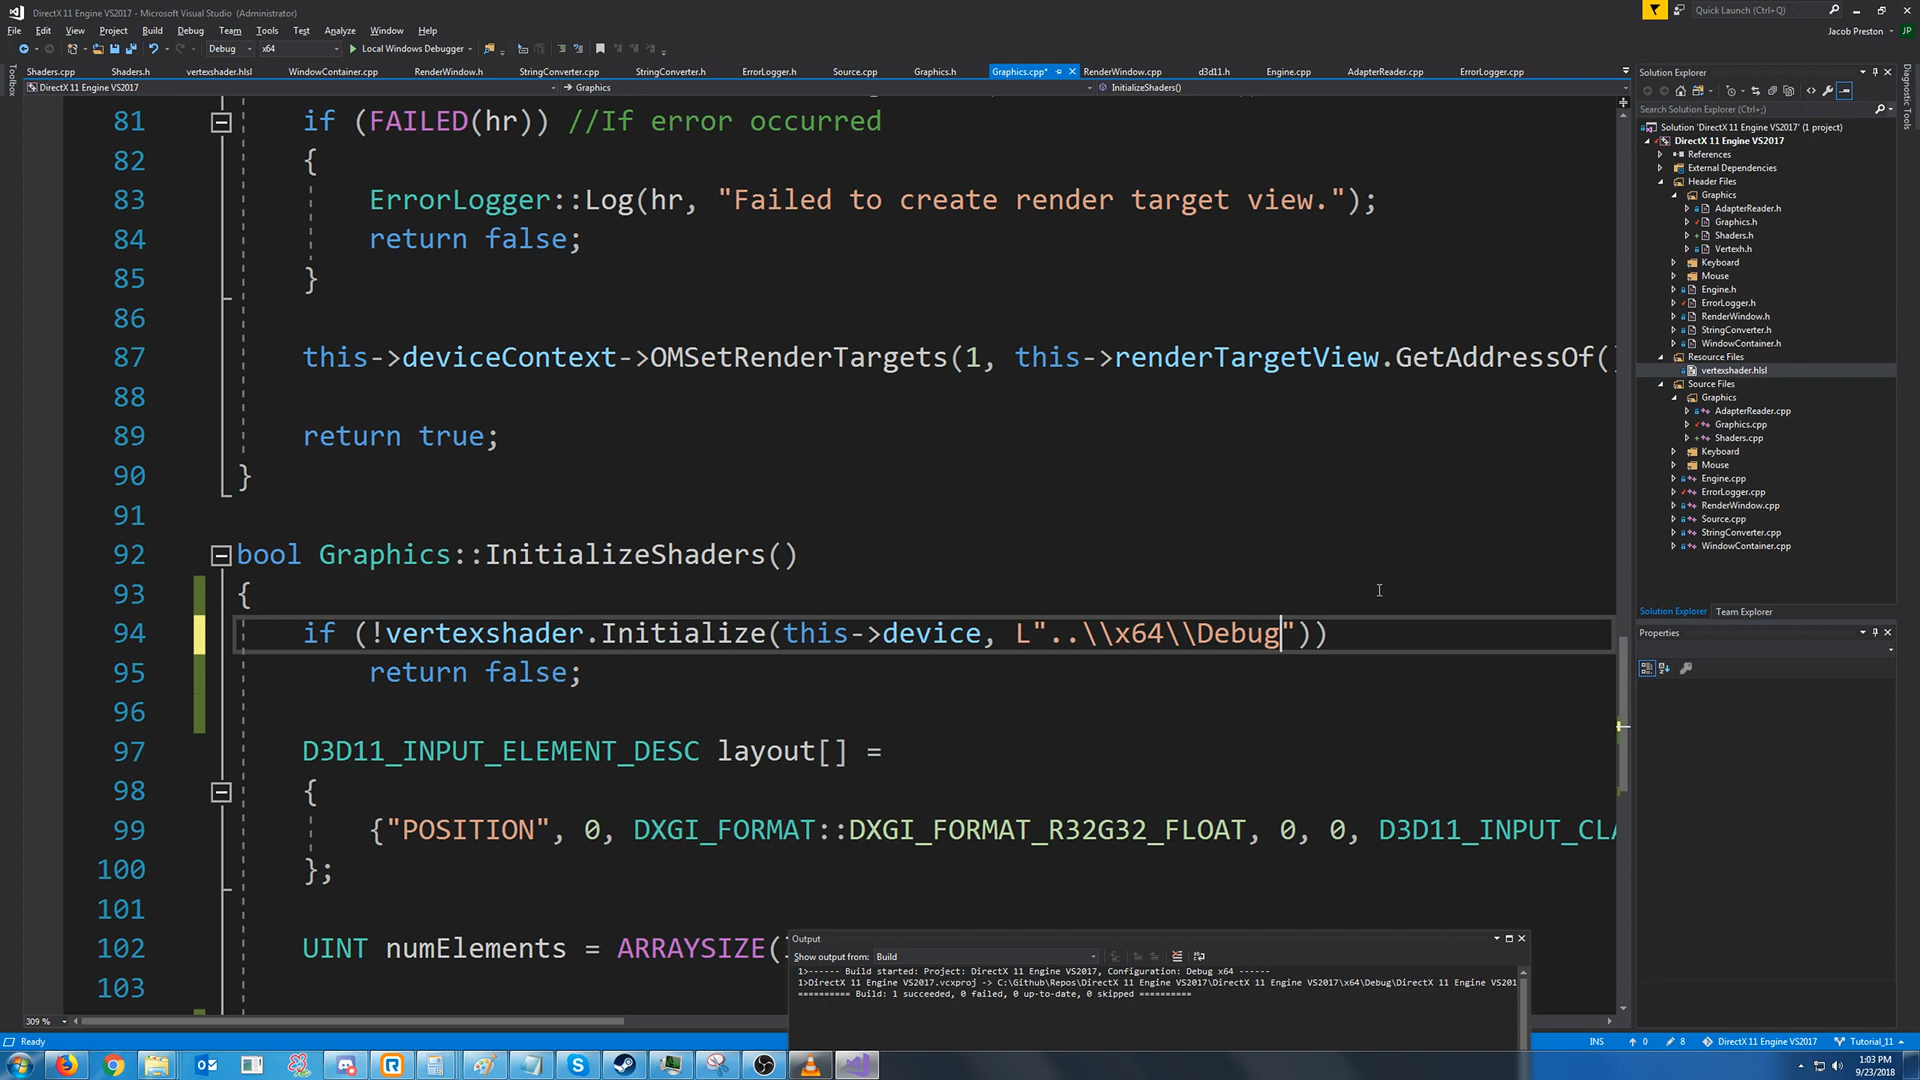 DirectX 11 Engine VS2017 - Microsoft Visual Studio (Administrator)
Quick Launch (Ctrl+Q)
File Edit View Project Build Debug Team Tools Test Analyze Window Help
Jacob Preston JP
Debug x64 Local Windows Debugger
Toolbox
Shaders.cpp Shaders.h vertexshader.hlsl WindowContainer.cpp RenderWindow.h StringConverter.cpp StringConverter.h ErrorLogger.h Source.cpp Graphics.h Graphics.cpp* RenderWindow.cpp d3d11.h Engine.cpp AdapterReader.cpp ErrorLogger.cpp
DirectX 11 Engine VS2017 Graphics InitializeShaders()
81 if (FAILED(hr)) //If error occurred
82 {
83 ErrorLogger::Log(hr, "Failed to create render target view.");
84 return false;
85 }
86
87 this->deviceContext->OMSetRenderTargets(1, this->renderTargetView.GetAddressOf()
88
89 return true;
90 }
91
92 bool Graphics::InitializeShaders()
93 {
94 if (!vertexshader.Initialize(this->device, L"..\\x64\\Debug"))
95 return false;
96
97 D3D11_INPUT_ELEMENT_DESC layout[] =
98 {
99 {"POSITION", 0, DXGI_FORMAT::DXGI_FORMAT_R32G32_FLOAT, 0, 0, D3D11_INPUT_CLA
100 };
101
102 UINT numElements = ARRAYSIZE(
103
309 %
Output
Show output from: Build
1>------ Build started: Project: DirectX 11 Engine VS2017, Configuration: Debug x64 ------
1>DirectX 11 Engine VS2017.vcxproj -> C:\Github\Repos\DirectX 11 Engine VS2017\DirectX 11 Engine VS2017\x64\Debug\DirectX 11 Engine VS201
========== Build: 1 succeeded, 0 failed, 0 up-to-date, 0 skipped ==========
Solution Explorer
Search Solution Explorer (Ctrl+;)
Solution 'DirectX 11 Engine VS2017' (1 project)
DirectX 11 Engine VS2017
References
External Dependencies
Header Files
Graphics
AdapterReader.h
Graphics.h
Shaders.h
Vertexh.h
Keyboard
Mouse
Engine.h
ErrorLogger.h
RenderWindow.h
StringConverter.h
WindowContainer.h
Resource Files
vertexshader.hlsl
Source Files
Graphics
AdapterReader.cpp
Graphics.cpp
Shaders.cpp
Keyboard
Mouse
Engine.cpp
ErrorLogger.cpp
RenderWindow.cpp
Source.cpp
StringConverter.cpp
WindowContainer.cpp
Solution Explorer Team Explorer
Properties
Diagnostic Tools
Ready INS 0 8 DirectX 11 Engine VS2017 Tutorial_11
1:03 PM
9/23/2018